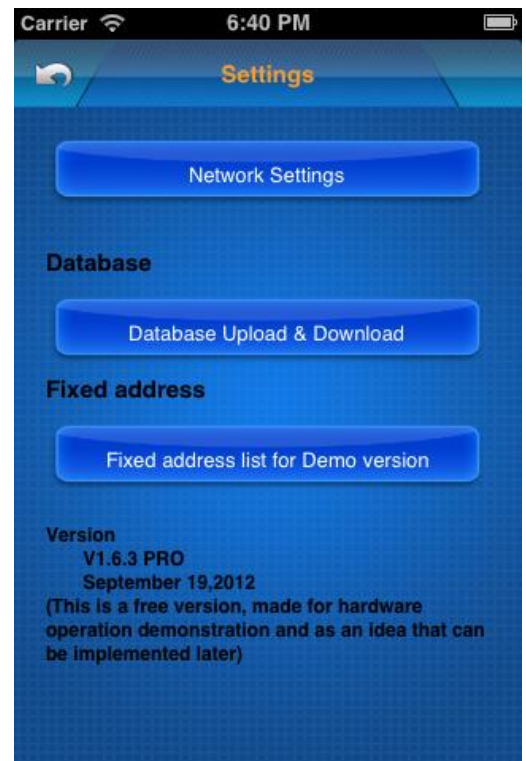 Carrier 6:40 PM
Settings
Network Settings
Database
Database Upload & Download
Fixed address
Fixed address list for Demo version
Version
V1.6.3 PRO
September 19,2012
(This is a free version, made for hardware
operation demonstration and as an idea that can
be implemented later)